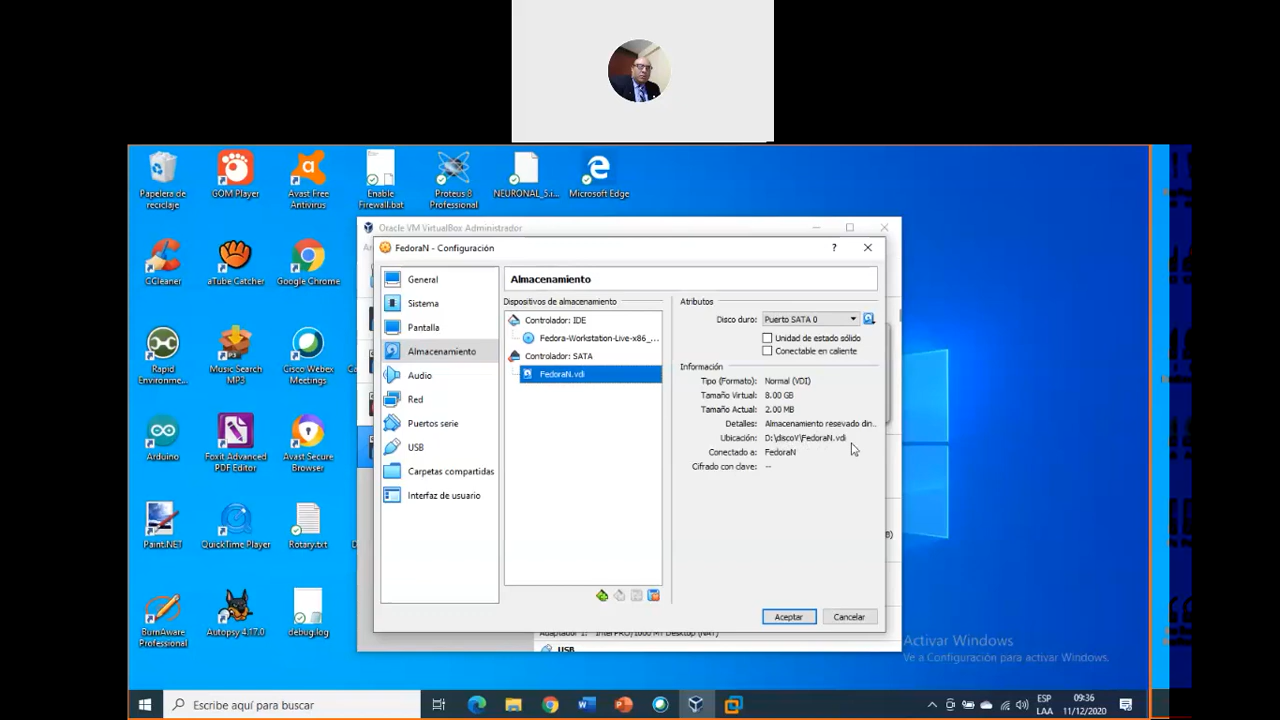 Papelera de
reciclaje
GOM Player
Avast Free
Antivirus
Enable
Firewall.bat
Proteus 8
Professional
NEURONAL_5.i...
Microsoft Edge
CCleaner
aTube Catcher
Google Chrome
Rapid
Environme...
Music Search
MP3
Cisco Webex
Meetings
Arduino
Foxit Advanced
PDF Editor
Avast Secure
Browser
Paint.NET
QuickTime Player
Rotary.txt
BurnAware
Professional
Autopsy 4.17.0
debug.log
Oracle VM VirtualBox Administrador
FedoraN - Configuración
?
General
Sistema
Pantalla
Almacenamiento
Audio
Red
Puertos serie
USB
Carpetas compartidas
Interfaz de usuario
Almacenamiento
Dispositivos de almacenamiento
Controlador: IDE
Fedora-Workstation-Live-x86_...
Controlador: SATA
FedoraN.vdi
Atributos
Disco duro: Puerto SATA 0
Unidad de estado sólido
Conectable en caliente
Información
Tipo (Formato): Normal (VDI)
Tamaño Virtual: 8.00 GB
Tamaño Actual: 2.00 MB
Detalles: Almacenamiento resevado din...
Ubicación: D:\discoV\FedoraN.vdi
Conectado a: FedoraN
Cifrado con clave: --
Aceptar
Cancelar
USB
Activar Windows
Ve a Configuración para activar Windows.
Escribe aquí para buscar
ESP
LAA
09:36
11/12/2020